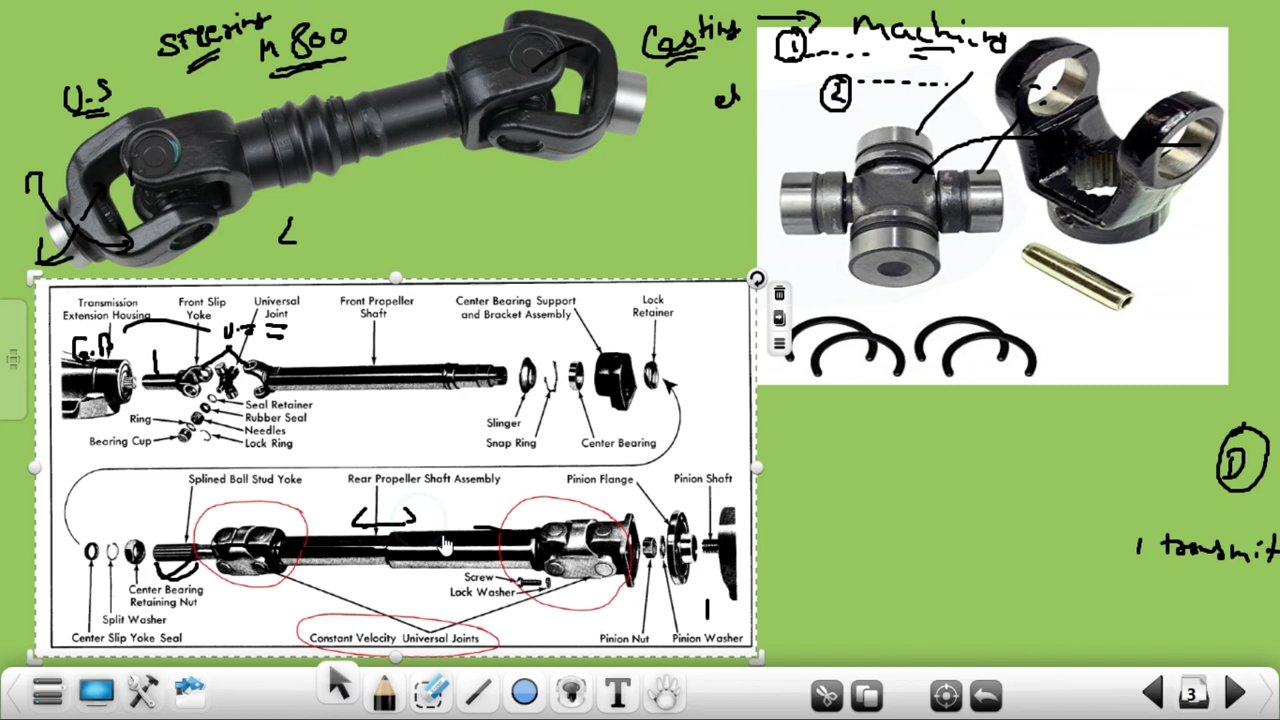 Steering
M 800
Casting
Machining
1
2
U.S
Transmission
Extension Housing
Front Slip
Yoke
Universal
Joint
Front Propeller
Shaft
Center Bearing Support
and Bracket Assembly
Lock
Retainer
Seal Retainer
Rubber Seal
Needles
Lock Ring
Ring
Bearing Cup
Slinger
Snap Ring
Center Bearing
Splined Ball Stud Yoke
Rear Propeller Shaft Assembly
Pinion Flange
Pinion Shaft
Center Bearing
Retaining Nut
Split Washer
Center Slip Yoke Seal
Screw
Lock Washer
Constant Velocity Universal Joints
Pinion Nut
Pinion Washer
D
1 transmit
3
T